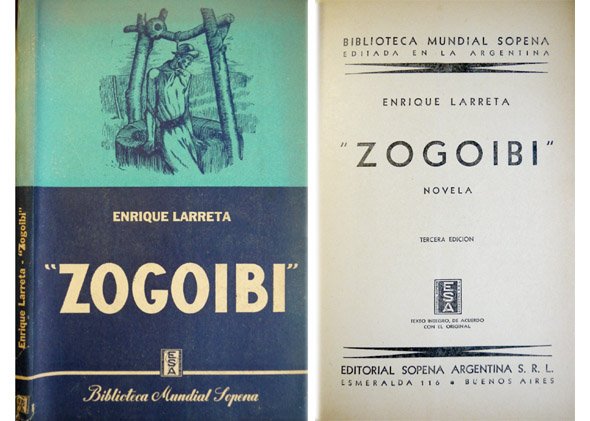 Enrique Larreta - "Zogoibi"
ENRIQUE LARRETA
"ZOGOIBI"
ESA
Biblioteca Mundial Sopena
BIBLIOTECA MUNDIAL SOPENA
EDITADA EN LA ARGENTINA
ENRIQUE LARRETA
"ZOGOIBI"
NOVELA
TERCERA EDICION
ESA
TEXTO INTEGRO, DE ACUERDO
CON EL ORIGINAL
EDITORIAL SOPENA ARGENTINA S. R. L.
ESMERALDA 116 • BUENOS AIRES